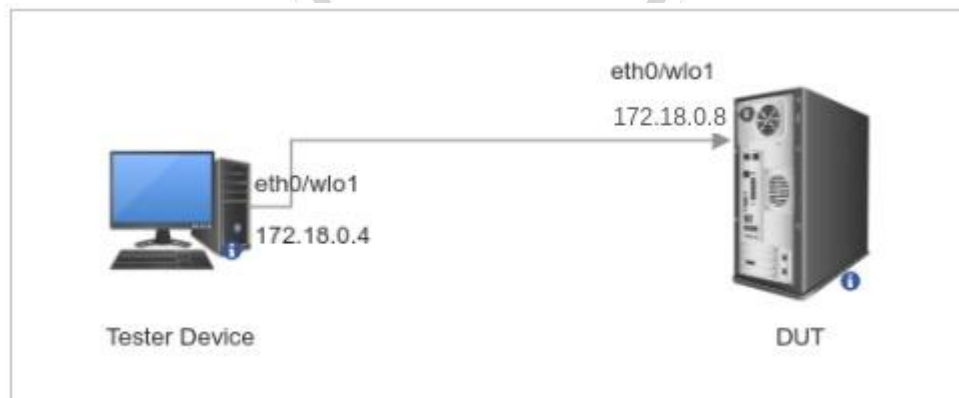 eth0/wlo1
172.18.0.8
eth0/wlo1
172.18.0.4
Tester Device
DUT